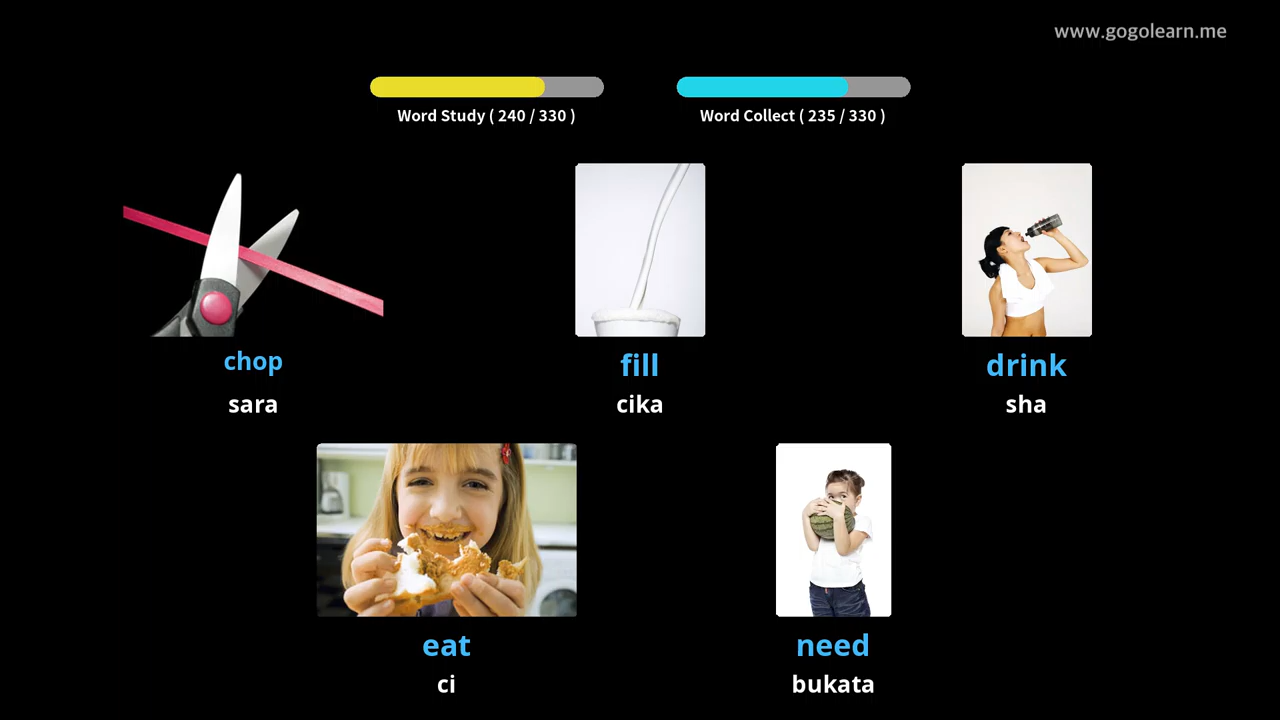 www.gogolearn.me
Word Study ( 240 / 330 )
Word Collect ( 235 / 330 )
chop
sara
fill
cika
drink
sha
eat
ci
need
bukata